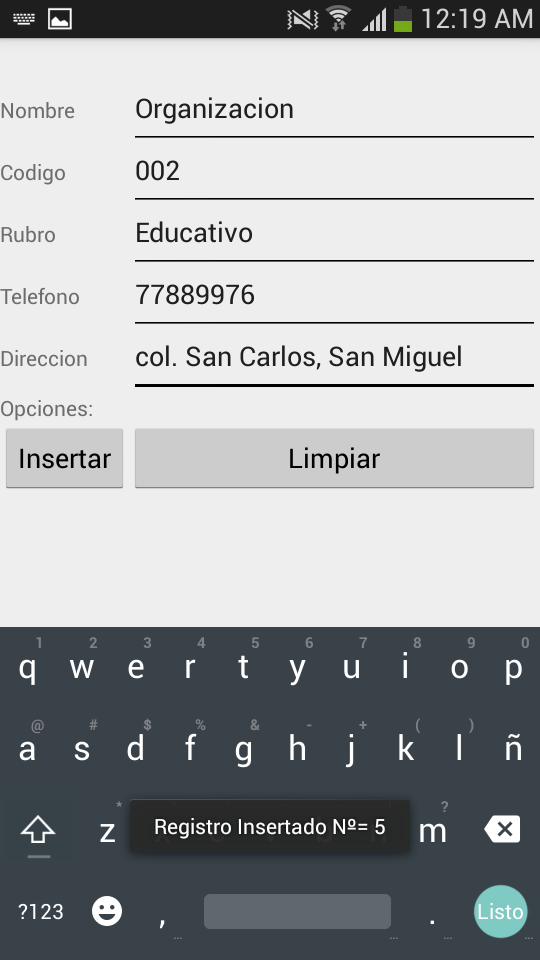 12:19 AM
Nombre Organizacion
Codigo 002
Rubro Educativo
Telefono 77889976
Direccion col. San Carlos, San Miguel
Opciones:
Insertar Limpiar
1 2 3 4 5 6 7 8 9 0
q w e r t y u i o p
@ # $ % & - + ( )
a s d f g h j k l ñ
* ?
z Registro Insertado Nº= 5 m
?123 , . Listo